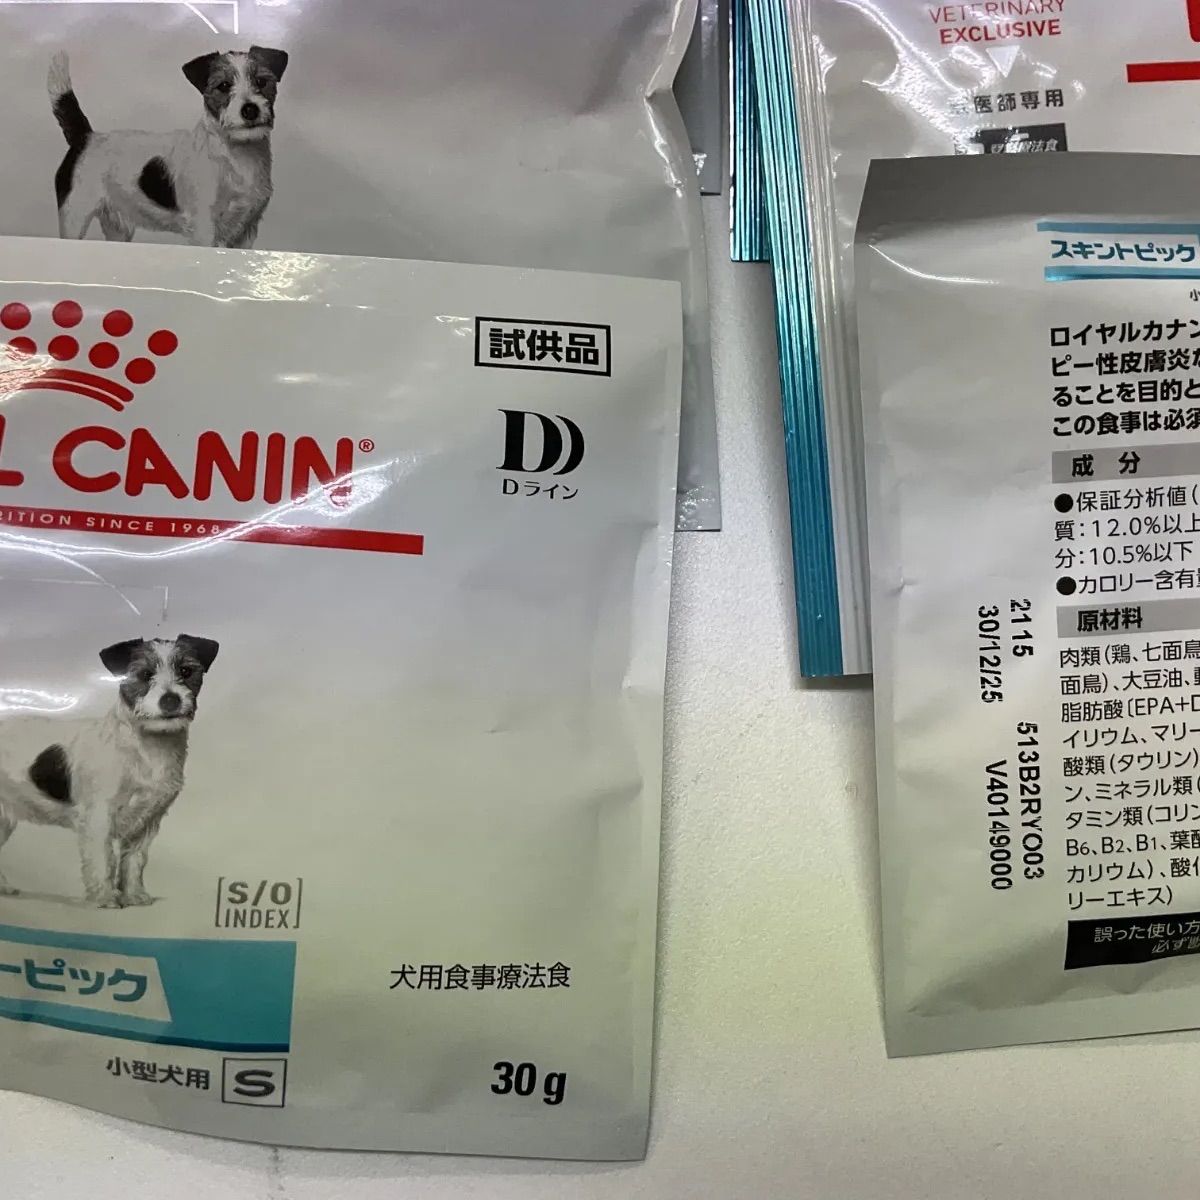 VETERINARY
EXCLUSIVE
医師専用
試供品
L CANIN®
RITION SINCE 1968
D
Dライン
[S/O
INDEX]
ーピック
犬用食事療法食
小型犬用 S
30g
スキントピック
小
ロイヤルカナン
ピー性皮膚炎な
ることを目的と
この食事は必須
成 分
●保証分析値(
質:12.0%以上
分:10.5%以下
●カロリー含有量
原材料
肉類(鶏、七面鳥
面鳥)、大豆油、動
脂肪酸〔EPA+D
イリウム、マリー
酸類(タウリン)
ン、ミネラル類(
タミン類(コリン
B6、B2、B1、葉酸
カリウム)、酸化
リーエキス)
誤った使い方
必ず
2115 513B2RYO03
30/12/25 V40149000